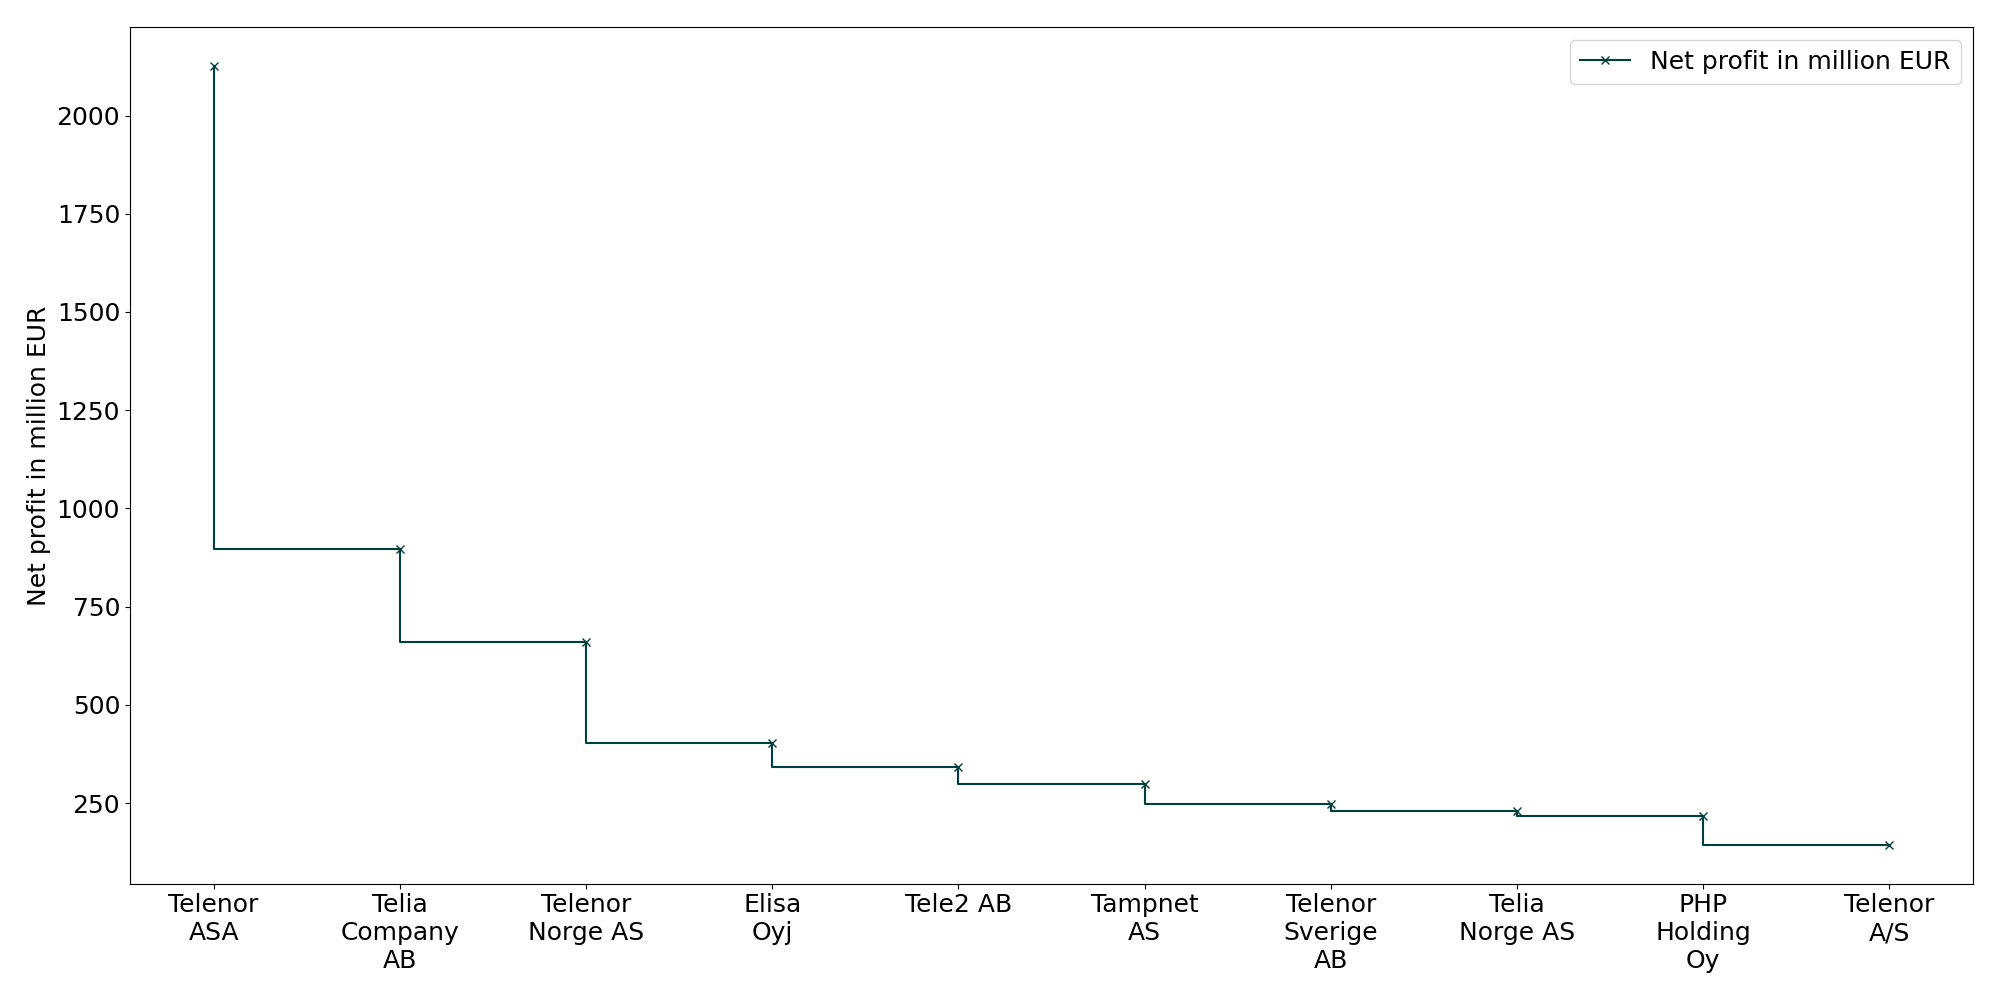 Net profit in million EUR
Net profit in million EUR
2000
1750
1500
1250
1000
750
500
250
Telenor
ASA
Telia
Company
AB
Telenor
Norge AS
Elisa
Oyj
Tele2 AB
Tampnet
AS
Telenor
Sverige
AB
Telia
Norge AS
PHP
Holding
Oy
Telenor
A/S